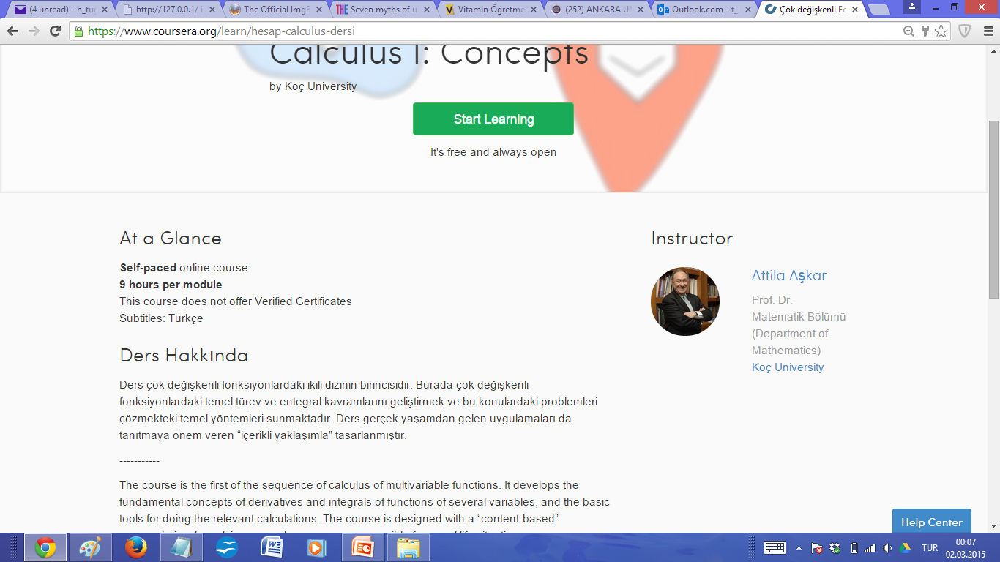 (4 unread) - h_tu
http://127.0.0.1/ i
The Official ImgB
Seven myths of u
Vitamin Öğretme
(252) ANKARA UN
Outlook.com - t_
Çok değişkenli Fo
https://www.coursera.org/learn/hesap-calculus-dersi
Calculus I: Concepts
by Koç University
Start Learning
It's free and always open
At a Glance
Self-paced online course
9 hours per module
This course does not offer Verified Certificates
Subtitles: Türkçe
Ders Hakkında
Ders çok değişkenli fonksiyonlardaki ikili dizinin birincisidir. Burada çok değişkenli
fonksiyonlardaki temel türev ve entegral kavramlarını geliştirmek ve bu konulardaki problemleri
çözmekteki temel yöntemleri sunmaktadır. Ders gerçek yaşamdan gelen uygulamaları da
tanıtmaya önem veren “içerikli yaklaşımla” tasarlanmıştır.
-----------
The course is the first of the sequence of calculus of multivariable functions. It develops the
fundamental concepts of derivatives and integrals of functions of several variables, and the basic
tools for doing the relevant calculations. The course is designed with a “content-based”
Instructor
Attila Aşkar
Prof. Dr.
Matematik Bölümü
(Department of
Mathematics)
Koç University
Help Center
TUR
00:07
02.03.2015